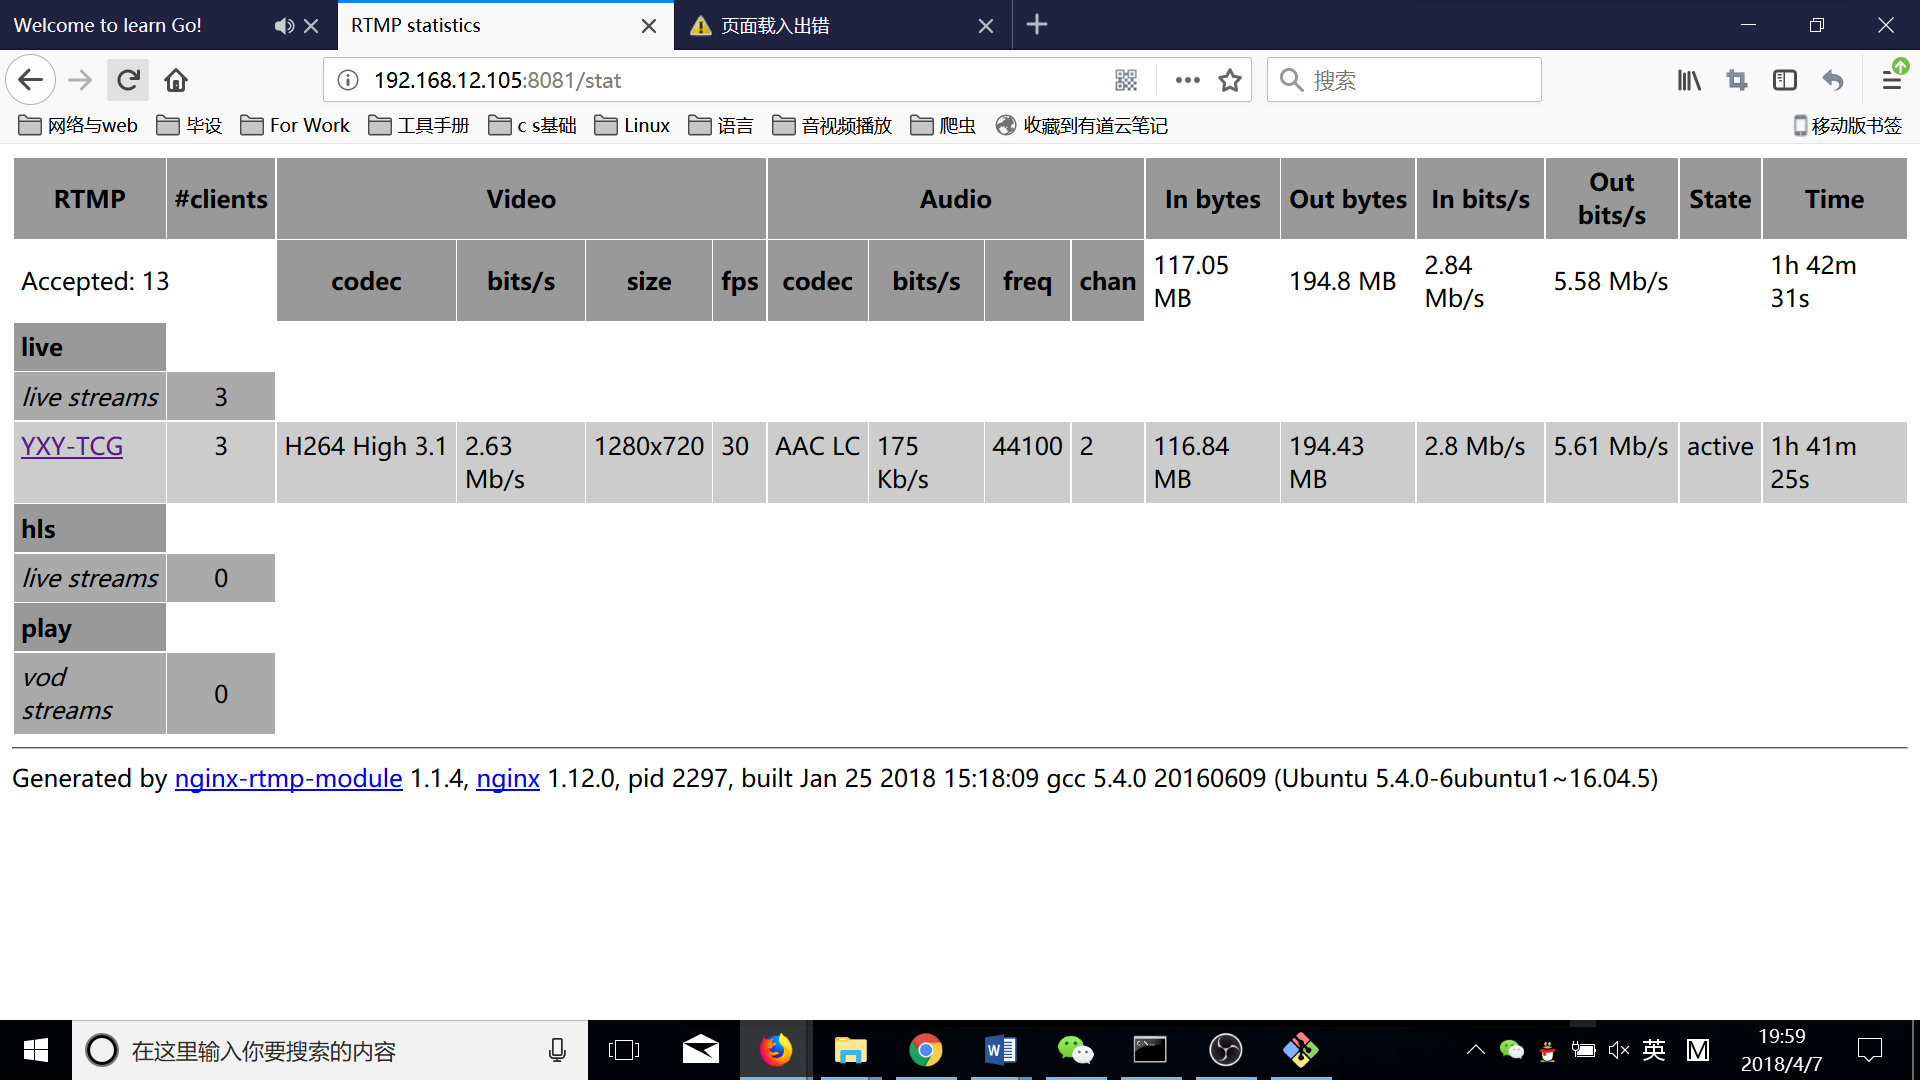 Welcome to learn Go!
RTMP statistics
页面载入出错
192.168.12.105:8081/stat
搜索
网络与web
毕设
For Work
工具手册
c s基础
Linux
语言
音视频播放
爬虫
收藏到有道云笔记
移动版书签
RTMP #clients Video Audio In bytes Out bytes In bits/s Out bits/s State Time
Accepted: 13 codec bits/s size fps codec bits/s freq chan 117.05 MB 194.8 MB 2.84 Mb/s 5.58 Mb/s 1h 42m 31s
live
live streams 3
YXY-TCG 3 H264 High 3.1 2.63 Mb/s 1280x720 30 AAC LC 175 Kb/s 44100 2 116.84 MB 194.43 MB 2.8 Mb/s 5.61 Mb/s active 1h 41m 25s
hls
live streams 0
play
vod streams 0
Generated by nginx-rtmp-module 1.1.4, nginx 1.12.0, pid 2297, built Jan 25 2018 15:18:09 gcc 5.4.0 20160609 (Ubuntu 5.4.0-6ubuntu1~16.04.5)
在这里输入你要搜索的内容
英
M
19:59
2018/4/7